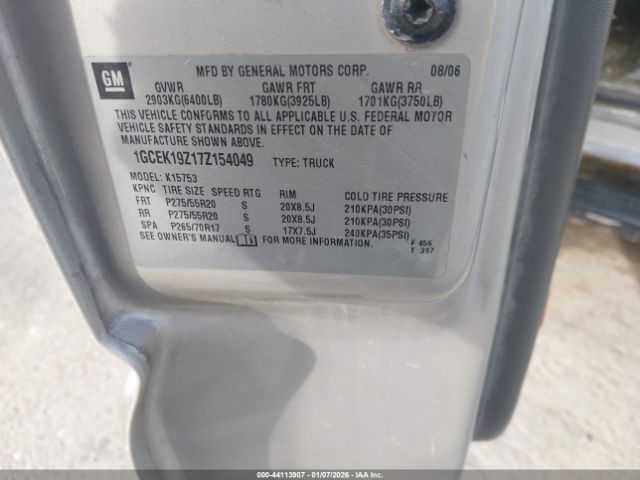 GM
MFD BY GENERAL MOTORS CORP. 08/06
GVWR GAWR FRT GAWR RR
2903KG(6400LB) 1780KG(3925LB) 1701KG(3750LB)
THIS VEHICLE CONFORMS TO ALL APPLICABLE U.S. FEDERAL MOTOR
VEHICLE SAFETY STANDARDS IN EFFECT ON THE DATE OF
MANUFACTURE SHOWN ABOVE.
1GCEK19Z17Z154049 TYPE: TRUCK
MODEL: K15753
KPNC TIRE SIZE SPEED RTG RIM COLD TIRE PRESSURE
FRT P275/55R20 S 20X8.5J 210KPA(30PSI)
RR P275/55R20 S 20X8.5J 210KPA(30PSI)
SPA P265/70R17 S 17X7.5J 240KPA(35PSI)
SEE OWNER'S MANUAL FOR MORE INFORMATION.
F 456
T 397
000-44113907 - 01/07/2026 - IAAI.COM